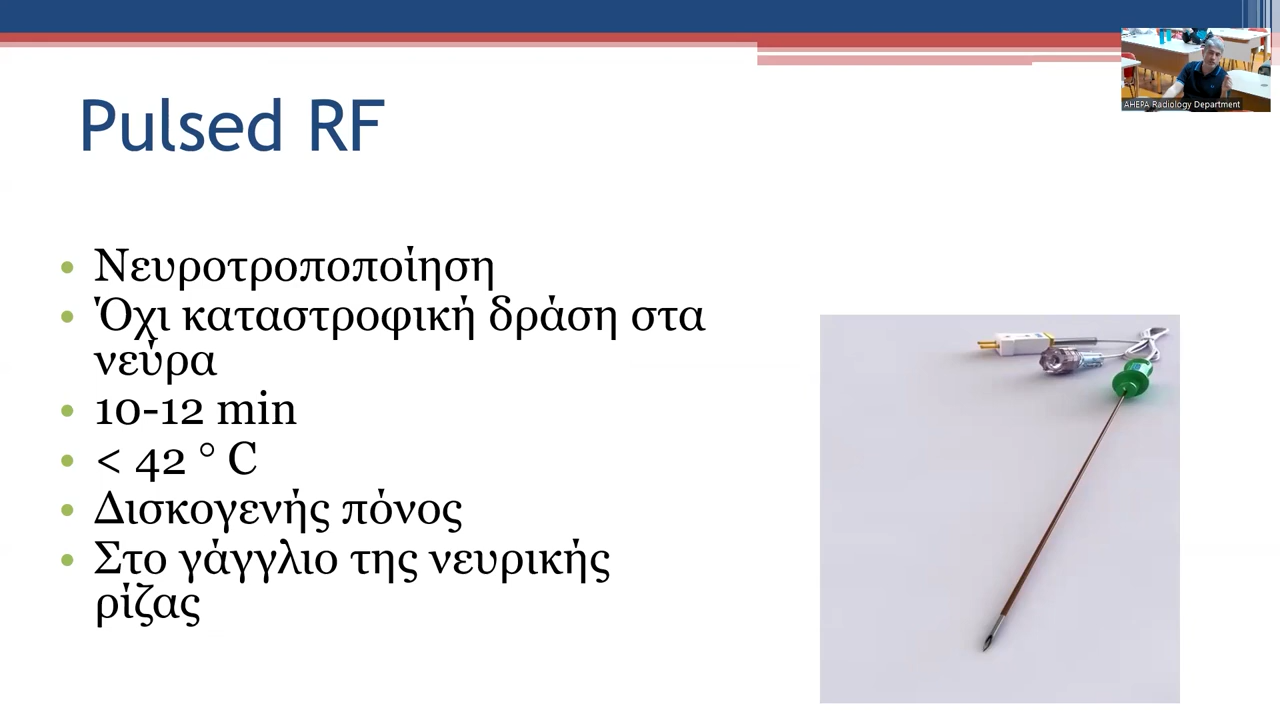 AHEPA Radiology Department
Pulsed RF
• Νευροτροποποίηση
• Όχι καταστροφική δράση στα
νεύρα
• 10-12 min
• < 42 ° C
• Δισκογενής πόνος
• Στο γάγγλιο της νευρικής
ρίζας